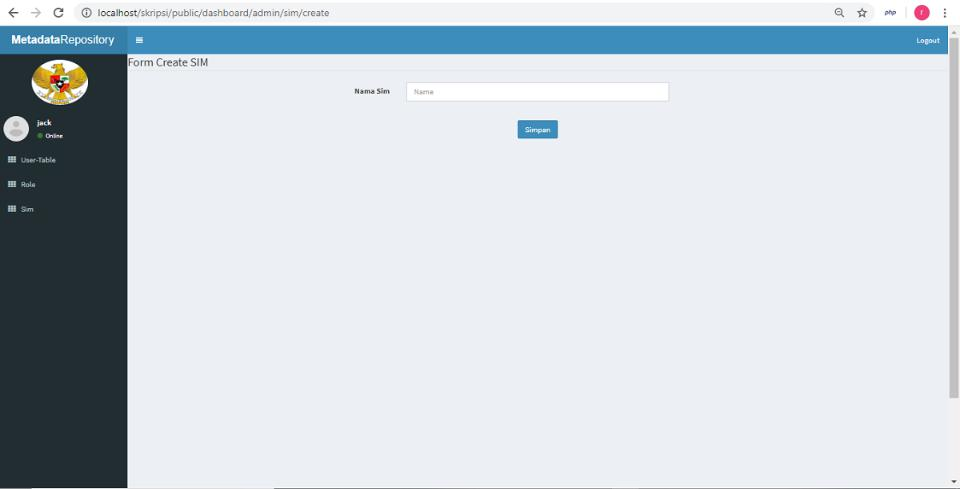 localhost/skripsi/public/dashboard/admin/sim/create
php
MetadataRepository
Logout
Form Create SIM
Nama Sim
Name
jack
Online
Simpan
User-Table
Role
Sim